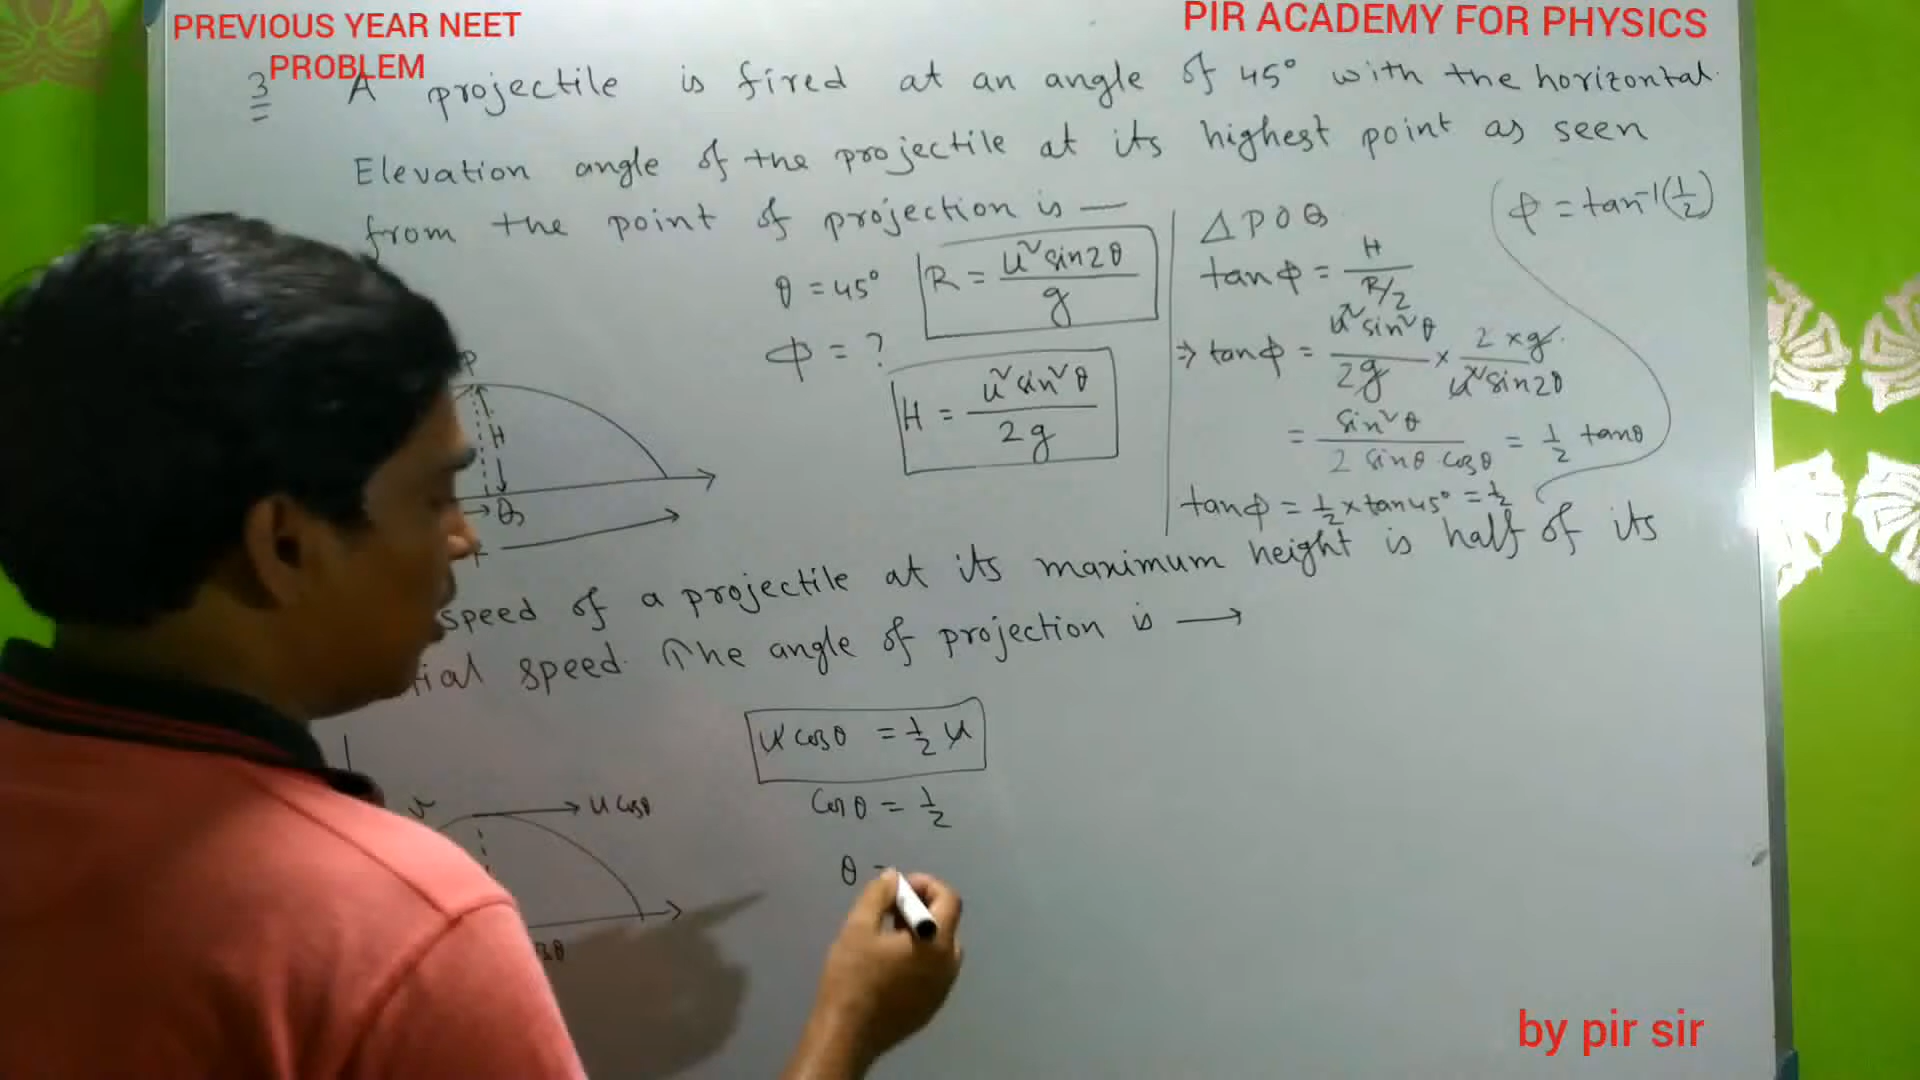 PREVIOUS YEAR NEET
PROBLEM
PIR ACADEMY FOR PHYSICS
3 A projectile is fired at an angle of 45° with the horizontal.
Elevation angle of the projectile at its highest point as seen
from the point of projection is —
θ = 45°
φ = ?
R = u² sin2θ / g
H = u² sin²θ / 2g
P
H
Q
△POQ
tanφ = H / R/2
⇒ tanφ = u² sin²θ / 2g × 2 × g / u² sin2θ
= sin²θ / 2 sinθ . cosθ = 1/2 tanθ
tanφ = 1/2 × tan45° = 1/2
φ = tan⁻¹(1/2)
speed of a projectile at its maximum height is half of its
tial speed. The angle of projection is →
u cosθ
u cosθ = 1/2 u
cosθ = 1/2
θ =
by pir sir